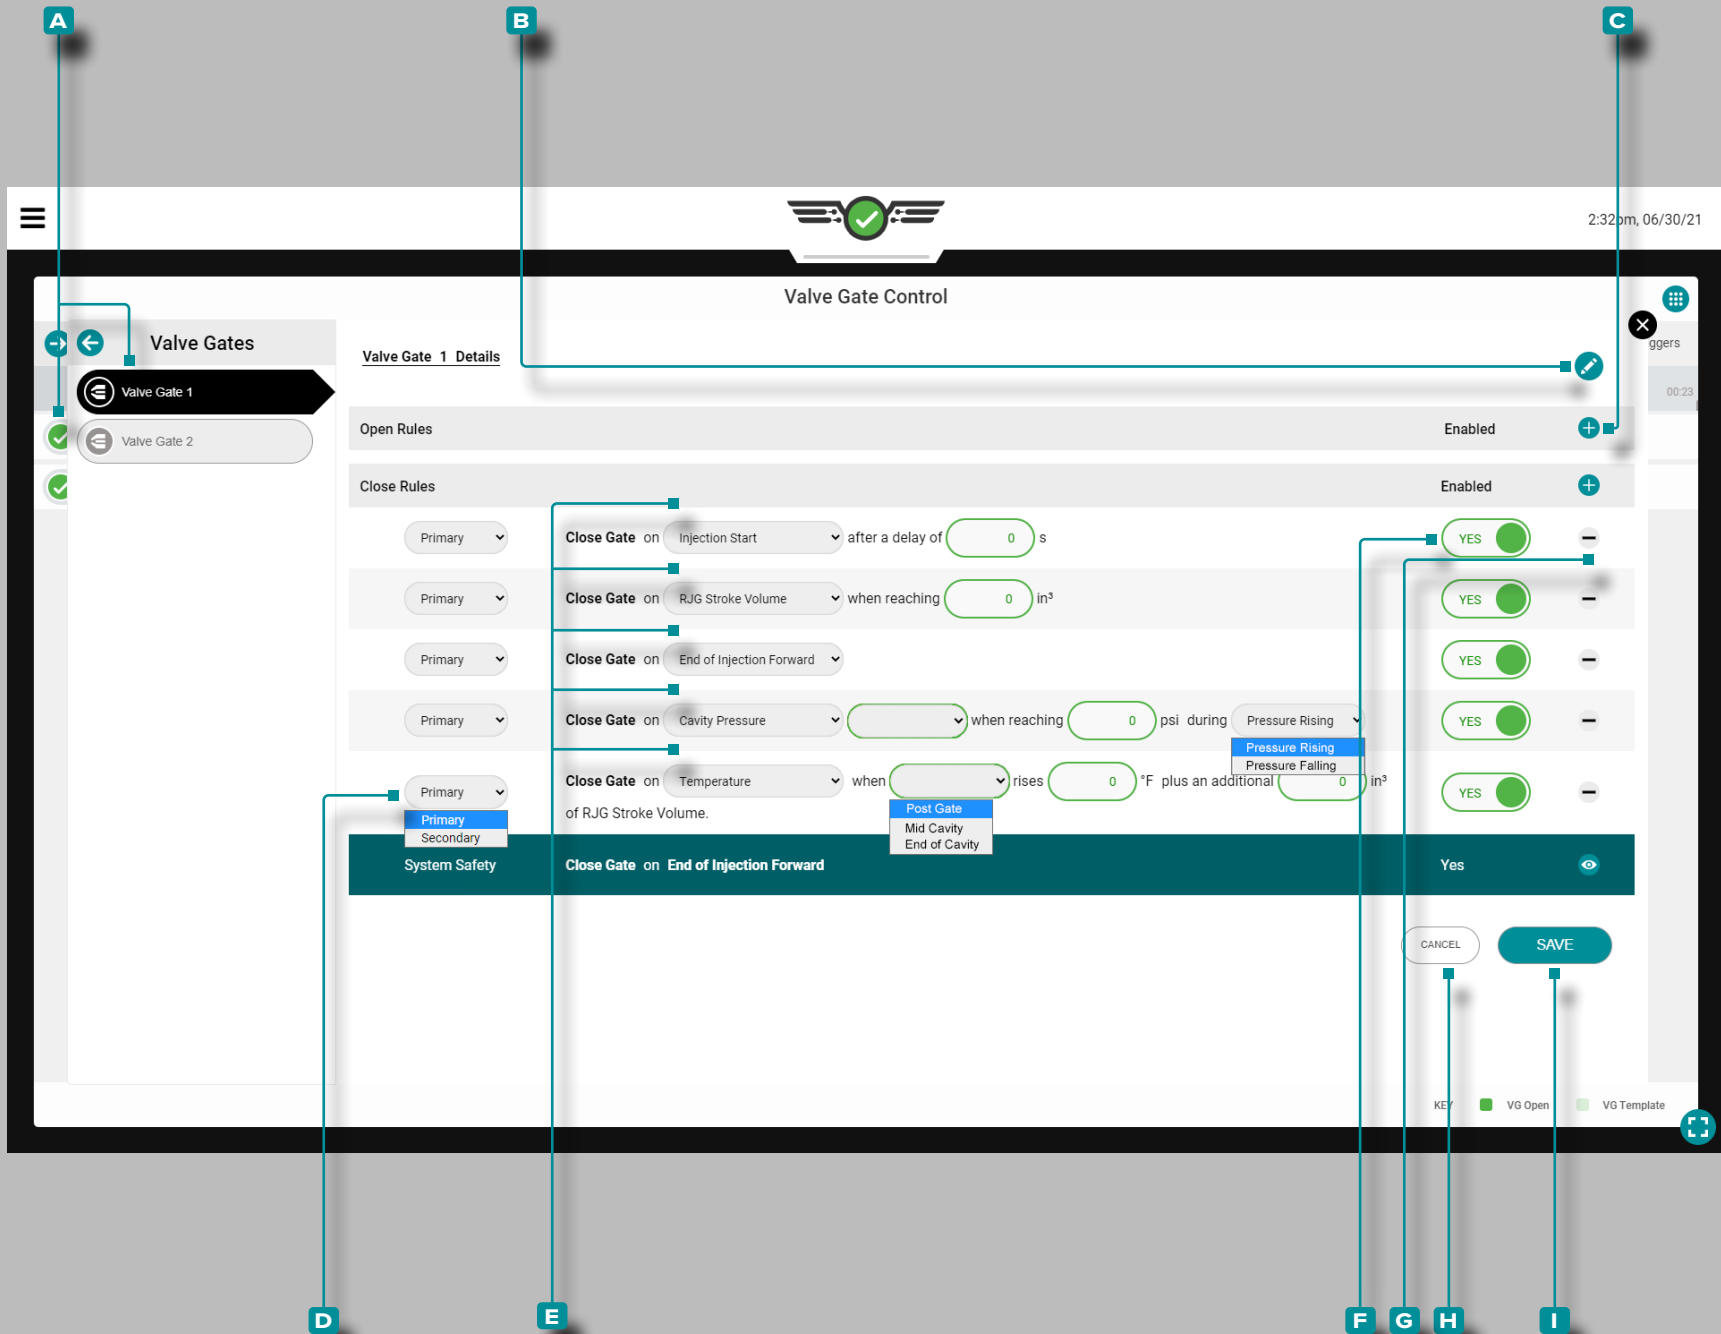 A B C
2:32pm, 06/30/21
Valve Gate Control
Valve Gates
Valve Gate 1 Details
ggers
Valve Gate 1
00:23
Valve Gate 2
Open Rules Enabled
Close Rules Enabled
Primary Close Gate on Injection Start after a delay of 0 s YES
Primary Close Gate on RJG Stroke Volume when reaching 0 in³ YES
Primary Close Gate on End of Injection Forward YES
Primary Close Gate on Cavity Pressure when reaching 0 psi during Pressure Rising YES
Pressure Rising
Pressure Falling
Primary Close Gate on Temperature when rises 0 °F plus an additional 0 in³ YES
of RJG Stroke Volume.
Primary
Secondary
Post Gate
Mid Cavity
End of Cavity
System Safety Close Gate on End of Injection Forward Yes
CANCEL SAVE
KEY VG Open VG Template
D E F G H I